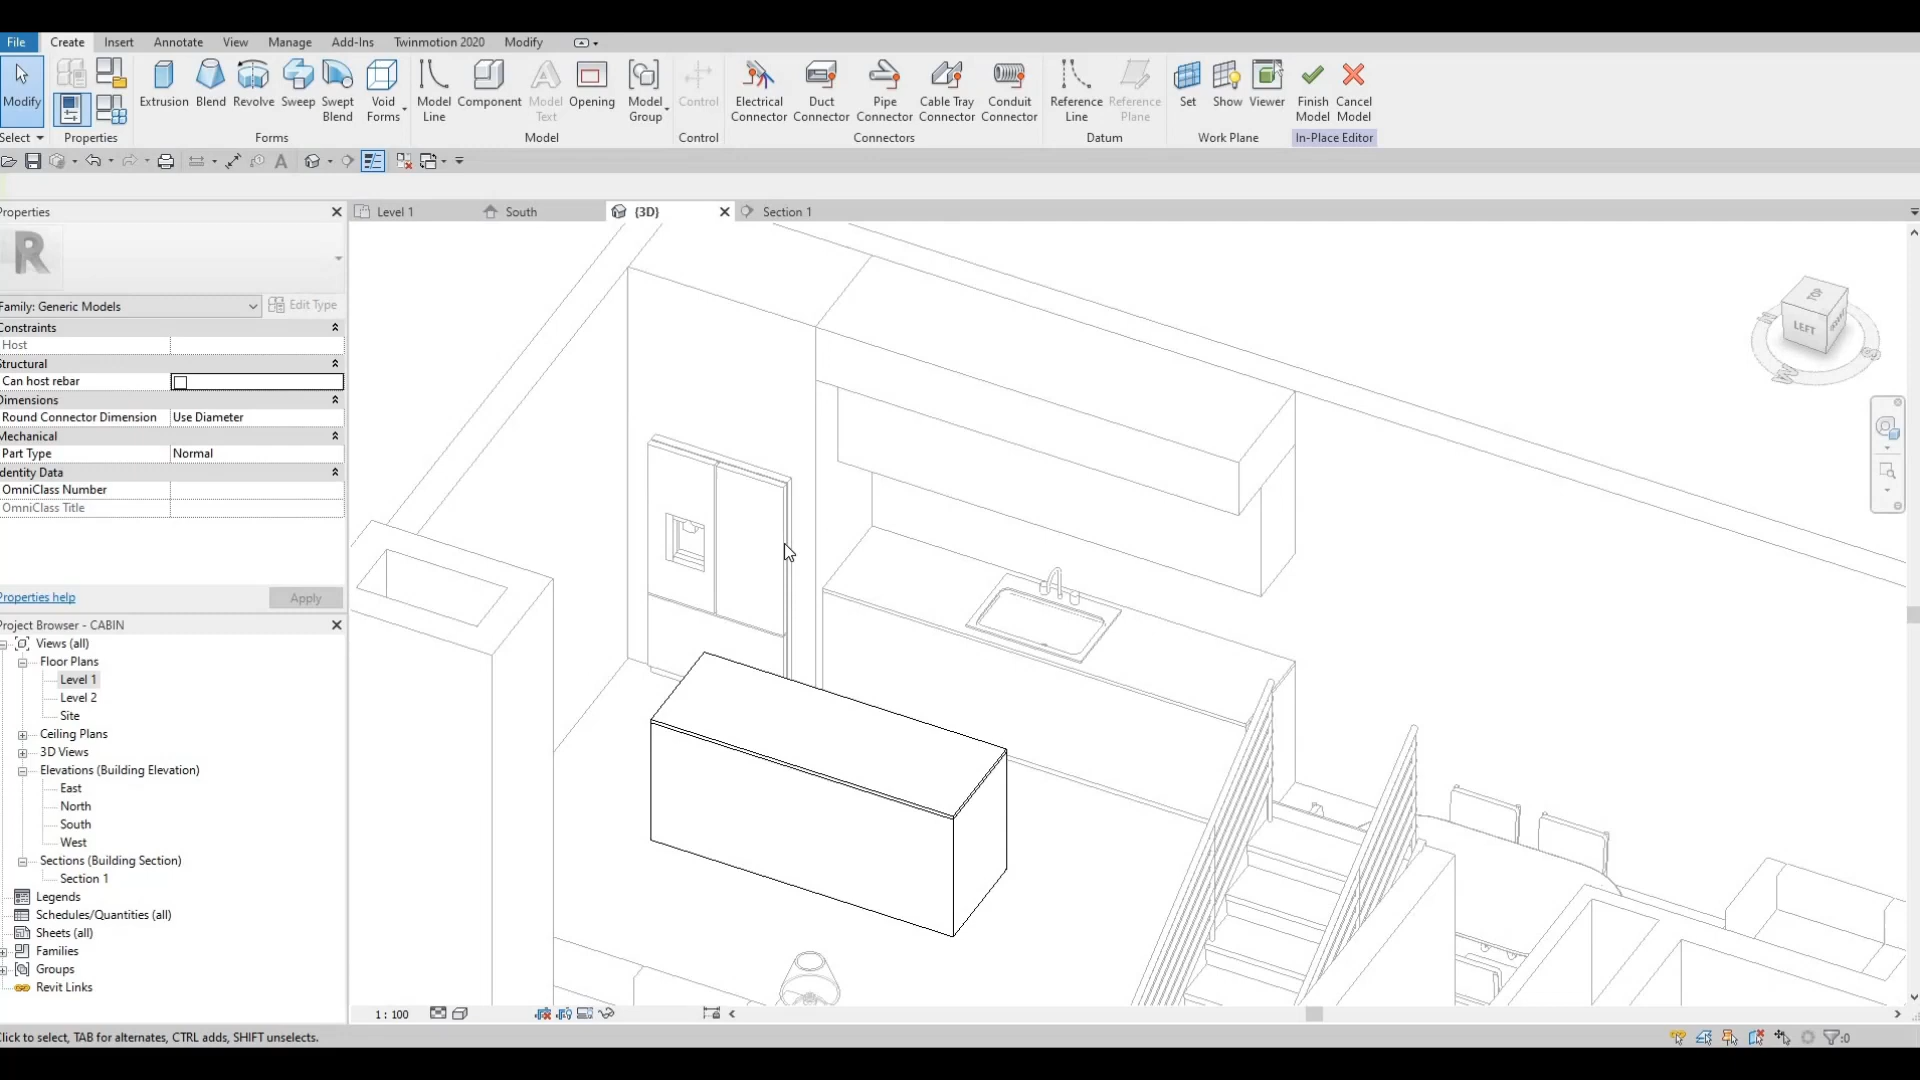 File Create Insert Annotate View Manage Add-Ins Twinmotion 2020 Modify
Modify
Select
Properties
Extrusion Blend Revolve Sweep Swept Blend Void Forms
Forms
Model Line Component Model Text Opening Model Group
Model
Control
Control
Electrical Connector Duct Connector Pipe Connector Cable Tray Connector Conduit Connector
Connectors
Reference Line Reference Plane
Datum
Set Show Viewer
Work Plane
Finish Model Cancel Model
In-Place Editor
Properties
Level 1 South {3D} Section 1
R
Family: Generic Models Edit Type
Constraints
Host
Structural
Can host rebar
Dimensions
Round Connector Dimension Use Diameter
Mechanical
Part Type Normal
Identity Data
OmniClass Number
OmniClass Title
Properties help Apply
Project Browser - CABIN
Views (all)
Floor Plans
Level 1
Level 2
Site
Ceiling Plans
3D Views
Elevations (Building Elevation)
East
North
South
West
Sections (Building Section)
Section 1
Legends
Schedules/Quantities (all)
Sheets (all)
Families
Groups
Revit Links
TOP
LEFT
1 : 100
Click to select, TAB for alternates, CTRL adds, SHIFT unselects.
:0